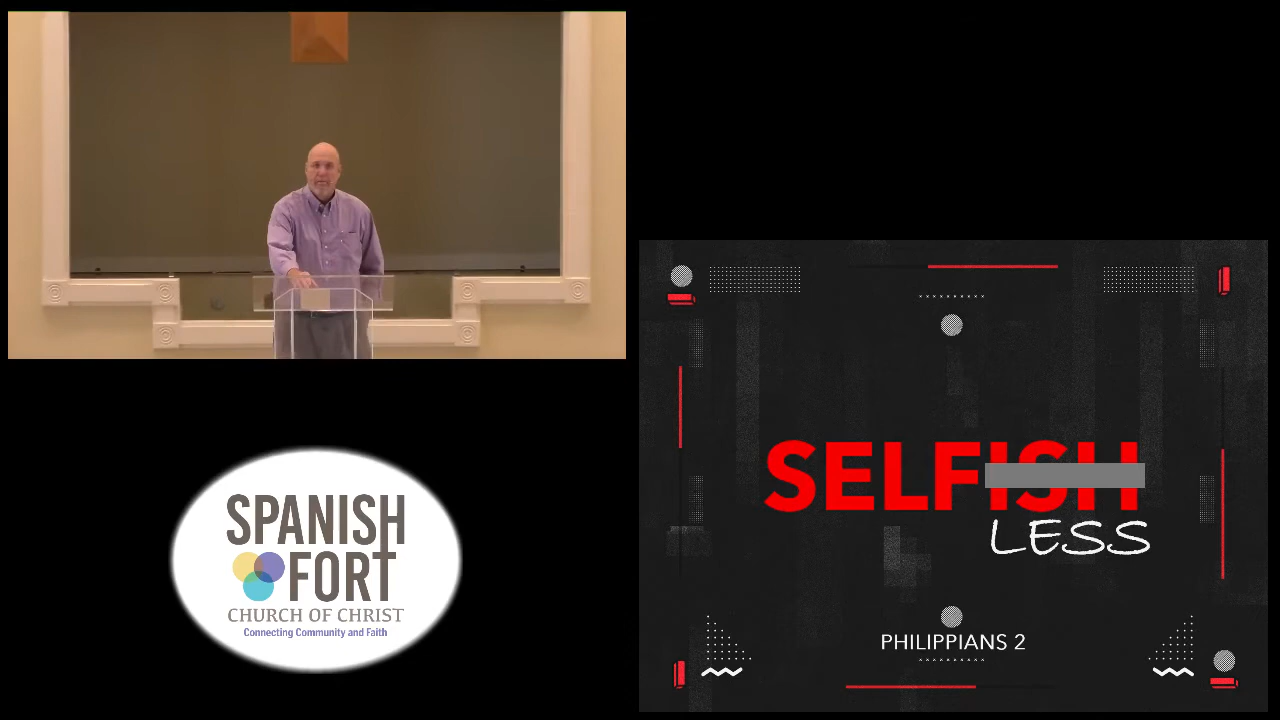 SPANISH
FORT
CHURCH OF CHRIST
Connecting Community and Faith
SELFISH
LESS
PHILIPPIANS 2